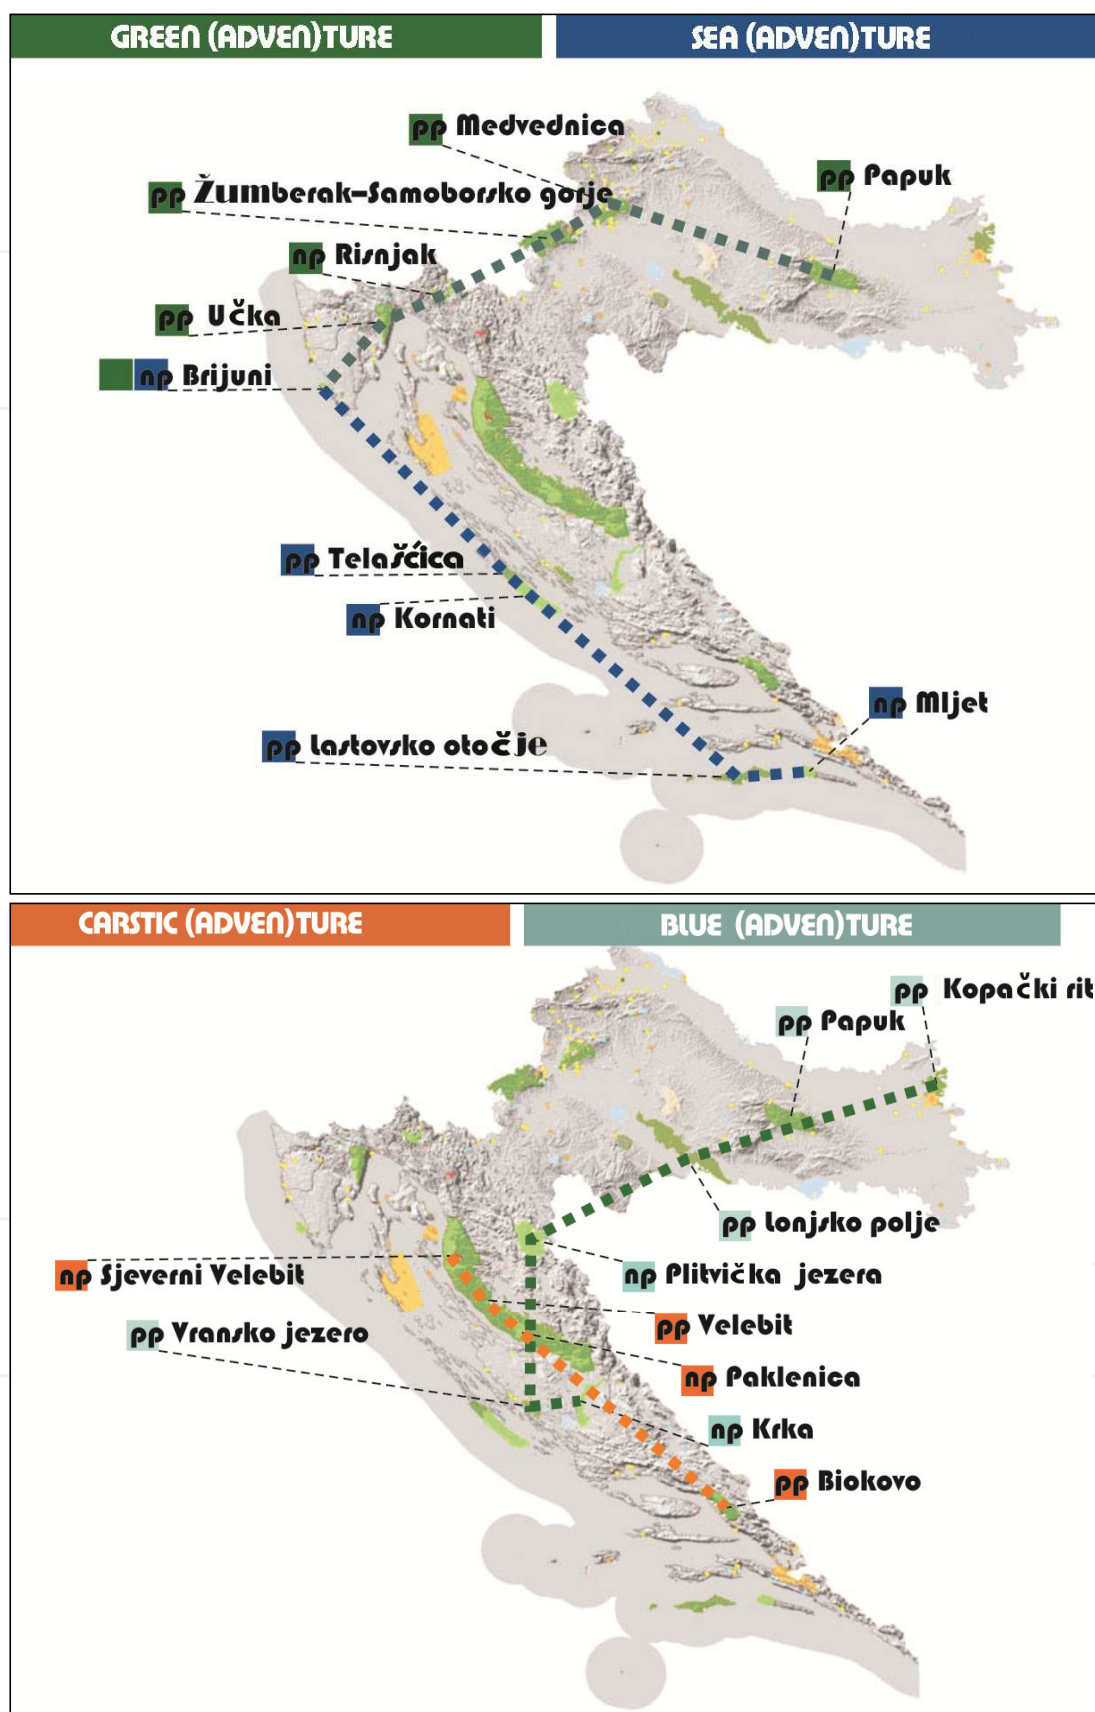 GREEN (ADVEN)TURE
SEA (ADVEN)TURE
pp Medvednica
pp Papuk
pp Žumberak–Samoborsko gorje
np Risnjak
pp Učka
np Brijuni
pp Telašćica
np Kornati
np Mljet
pp Lastovsko otočje
CARSTIC (ADVEN)TURE
BLUE (ADVEN)TURE
pp Kopački rit
pp Papuk
pp Lonjsko polje
np Sjeverni Velebit
np Plitvička jezera
pp Vransko jezero
pp Velebit
np Paklenica
np Krka
pp Biokovo